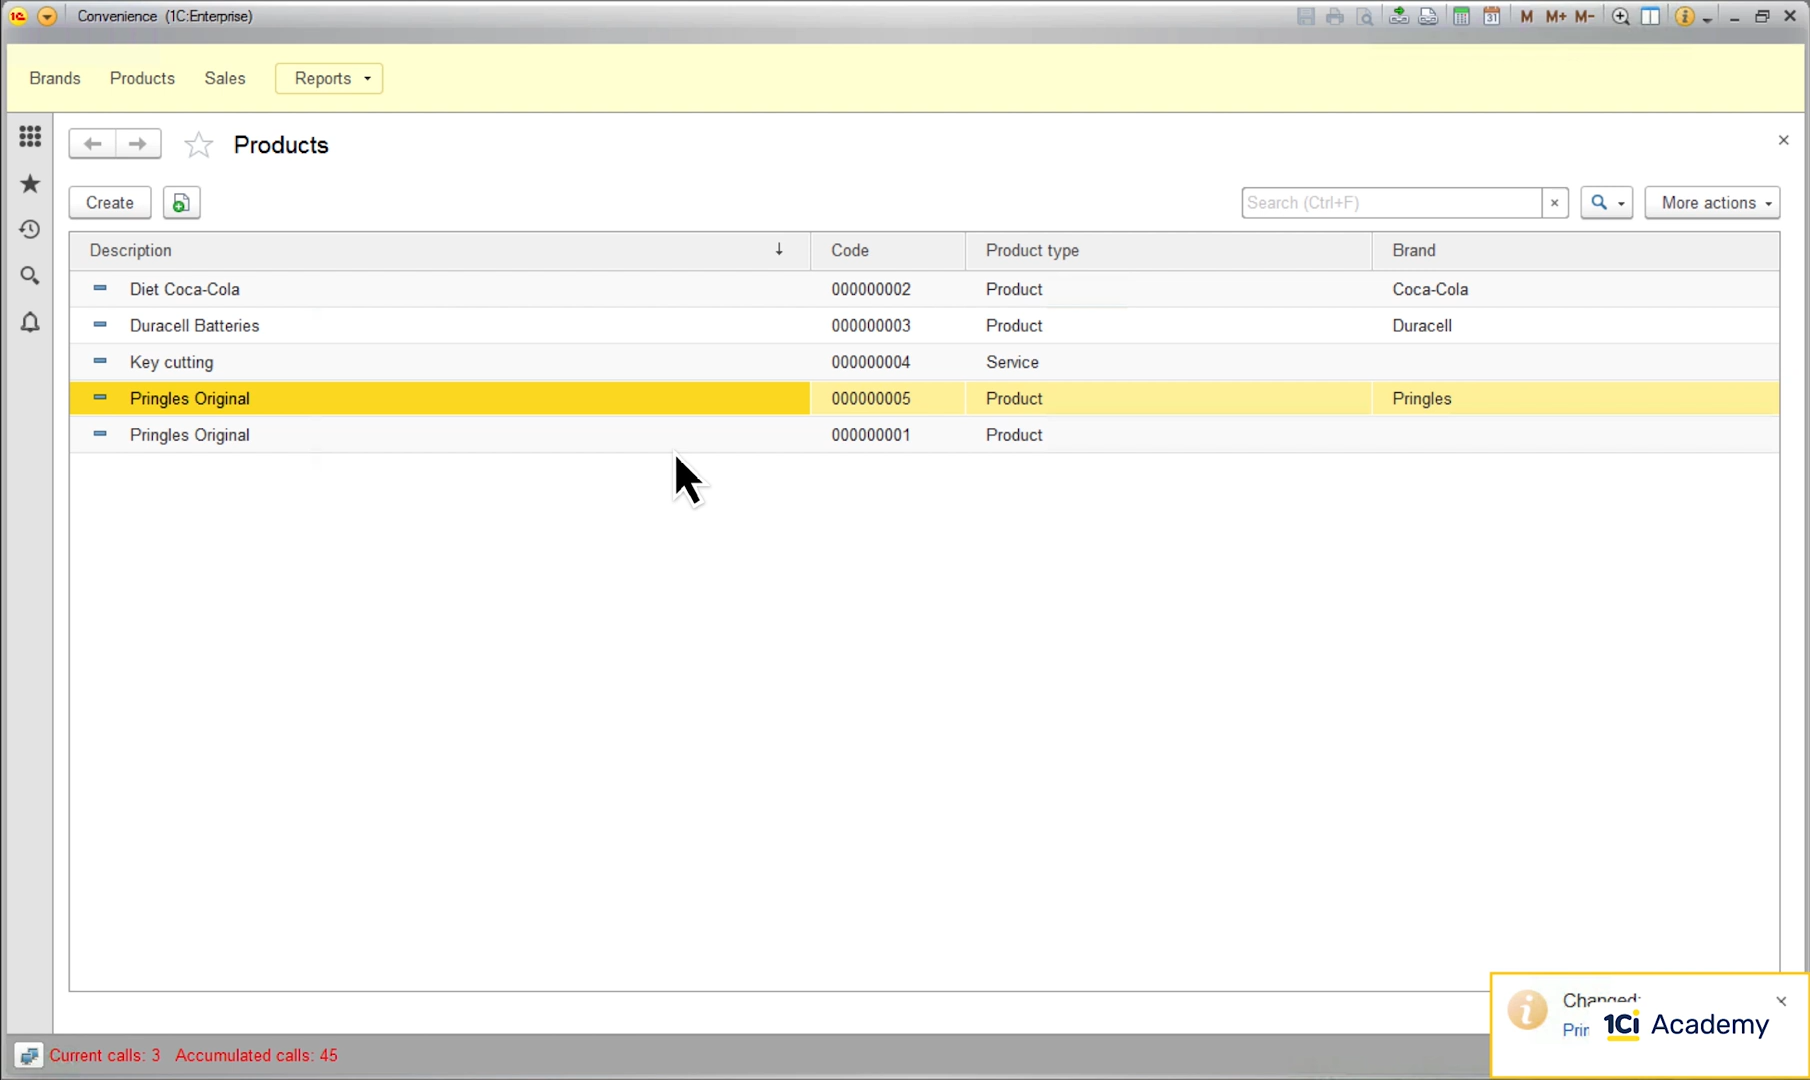 Convenience (1C:Enterprise)
31 M M+ M-
Brands Products Sales Reports
Products
Create Search (Ctrl+F) × More actions
Description Code Product type Brand
Diet Coca-Cola 000000002 Product Coca-Cola
Duracell Batteries 000000003 Product Duracell
Key cutting 000000004 Service
Pringles Original 000000005 Product Pringles
Pringles Original 000000001 Product
Changed:
1Ci Academy
Current calls: 3 Accumulated calls: 45